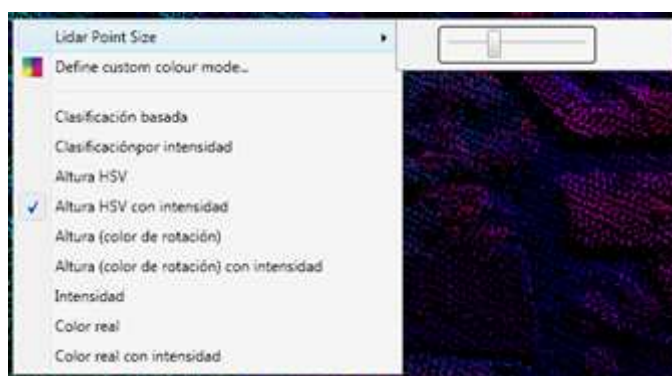 Lidar Point Size
Define custom colour mode...
Clasificación basada
Clasificaciónpor intensidad
Altura HSV
Altura HSV con intensidad
Altura (color de rotación)
Altura (color de rotación) con intensidad
Intensidad
Color real
Color real con intensidad